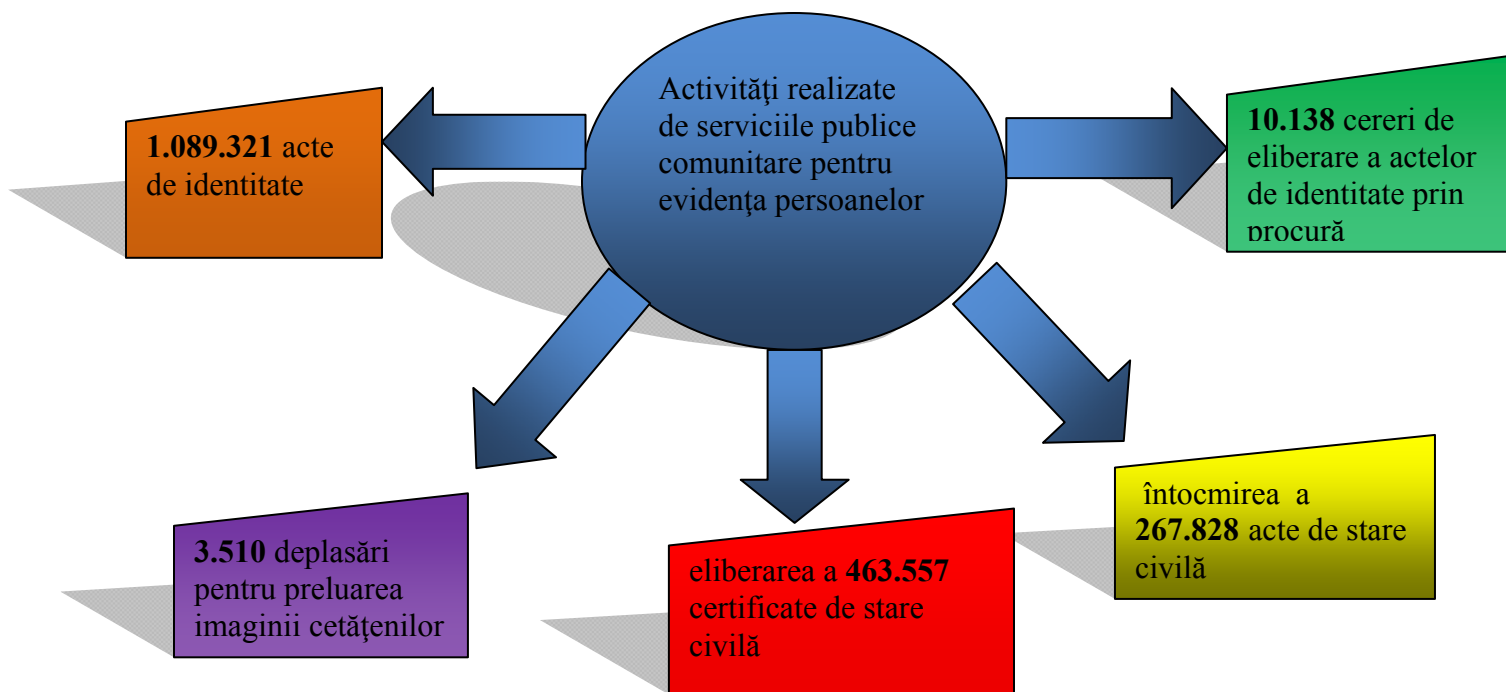 Activităţi realizate
de serviciile publice
comunitare pentru
evidenţa persoanelor
1.089.321 acte
de identitate
10.138 cereri de
eliberare a actelor
de identitate prin
procură
3.510 deplasări
pentru preluarea
imaginii cetăţenilor
eliberarea a 463.557
certificate de stare
civilă
întocmirea a
267.828 acte de stare
civilă